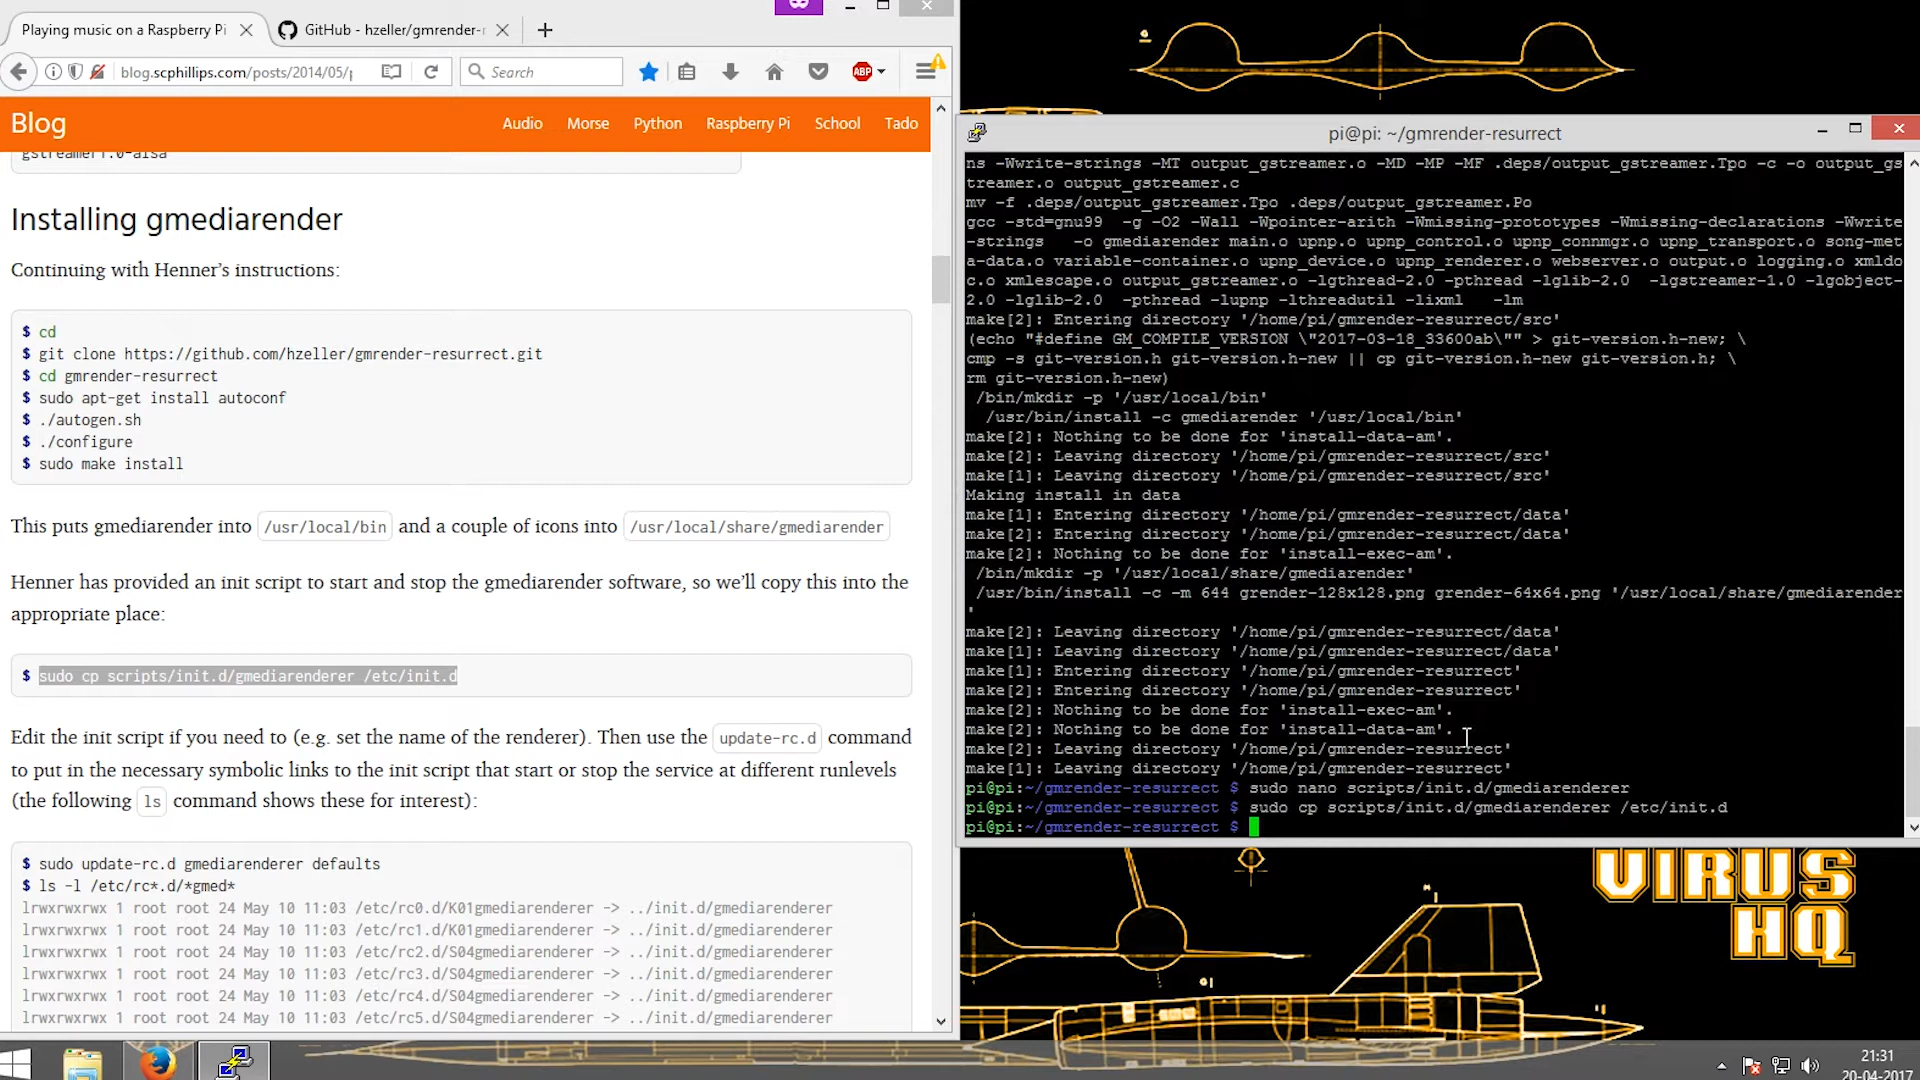 Playing music on a Raspberry Pi
GitHub - hzeller/gmrender-r
blog.scphillips.com/posts/2014/05/p
Search
ABP
Blog
Audio
Morse
Python
Raspberry Pi
School
Tado
gstreamer1.0-alsa
Installing gmediarender
Continuing with Henner's instructions:
$ cd
$ git clone https://github.com/hzeller/gmrender-resurrect.git
$ cd gmrender-resurrect
$ sudo apt-get install autoconf
$ ./autogen.sh
$ ./configure
$ sudo make install
This puts gmediarender into /usr/local/bin and a couple of icons into /usr/local/share/gmediarender
Henner has provided an init script to start and stop the gmediarender software, so we'll copy this into the
appropriate place:
$ sudo cp scripts/init.d/gmediarenderer /etc/init.d
Edit the init script if you need to (e.g. set the name of the renderer). Then use the update-rc.d command
to put in the necessary symbolic links to the init script that start or stop the service at different runlevels
(the following ls command shows these for interest):
$ sudo update-rc.d gmediarenderer defaults
$ ls -l /etc/rc*.d/*gmed*
lrwxrwxrwx 1 root root 24 May 10 11:03 /etc/rc0.d/K01gmediarenderer -> ../init.d/gmediarenderer
lrwxrwxrwx 1 root root 24 May 10 11:03 /etc/rc1.d/K01gmediarenderer -> ../init.d/gmediarenderer
lrwxrwxrwx 1 root root 24 May 10 11:03 /etc/rc2.d/S04gmediarenderer -> ../init.d/gmediarenderer
lrwxrwxrwx 1 root root 24 May 10 11:03 /etc/rc3.d/S04gmediarenderer -> ../init.d/gmediarenderer
lrwxrwxrwx 1 root root 24 May 10 11:03 /etc/rc4.d/S04gmediarenderer -> ../init.d/gmediarenderer
lrwxrwxrwx 1 root root 24 May 10 11:03 /etc/rc5.d/S04gmediarenderer -> ../init.d/gmediarenderer
pi@pi: ~/gmrender-resurrect
ns -Wwrite-strings -MT output_gstreamer.o -MD -MP -MF .deps/output_gstreamer.Tpo -c -o output_gs
treamer.o output_gstreamer.c
mv -f .deps/output_gstreamer.Tpo .deps/output_gstreamer.Po
gcc -std=gnu99  -g -O2 -Wall -Wpointer-arith -Wmissing-prototypes -Wmissing-declarations -Wwrite
-strings   -o gmediarender main.o upnp.o upnp_control.o upnp_connmgr.o upnp_transport.o song-met
a-data.o variable-container.o upnp_device.o upnp_renderer.o webserver.o output.o logging.o xmldo
c.o xmlescape.o output_gstreamer.o -lgthread-2.0 -pthread -lglib-2.0  -lgstreamer-1.0 -lgobject-
2.0 -lglib-2.0  -pthread -lupnp -lthreadutil -lixml   -lm
make[2]: Entering directory '/home/pi/gmrender-resurrect/src'
(echo "#define GM_COMPILE_VERSION \"2017-03-18_33600ab\"" > git-version.h-new; \
cmp -s git-version.h git-version.h-new || cp git-version.h-new git-version.h; \
rm git-version.h-new)
/bin/mkdir -p '/usr/local/bin'
/usr/bin/install -c gmediarender '/usr/local/bin'
make[2]: Nothing to be done for 'install-data-am'.
make[2]: Leaving directory '/home/pi/gmrender-resurrect/src'
make[1]: Leaving directory '/home/pi/gmrender-resurrect/src'
Making install in data
make[1]: Entering directory '/home/pi/gmrender-resurrect/data'
make[2]: Entering directory '/home/pi/gmrender-resurrect/data'
make[2]: Nothing to be done for 'install-exec-am'.
/bin/mkdir -p '/usr/local/share/gmediarender'
/usr/bin/install -c -m 644 grender-128x128.png grender-64x64.png '/usr/local/share/gmediarender
'
make[2]: Leaving directory '/home/pi/gmrender-resurrect/data'
make[1]: Leaving directory '/home/pi/gmrender-resurrect/data'
make[1]: Entering directory '/home/pi/gmrender-resurrect'
make[2]: Entering directory '/home/pi/gmrender-resurrect'
make[2]: Nothing to be done for 'install-exec-am'.
make[2]: Nothing to be done for 'install-data-am'.
make[2]: Leaving directory '/home/pi/gmrender-resurrect'
make[1]: Leaving directory '/home/pi/gmrender-resurrect'
pi@pi:~/gmrender-resurrect $ sudo nano scripts/init.d/gmediarenderer
pi@pi:~/gmrender-resurrect $ sudo cp scripts/init.d/gmediarenderer /etc/init.d
pi@pi:~/gmrender-resurrect $
VIRUS
HQ
21:31
20-04-2017